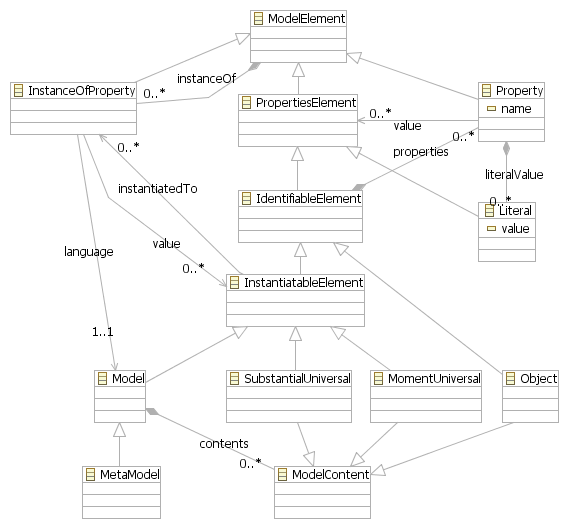 ModelElement
instanceOf
InstanceOfProperty
0..*
PropertiesElement
Property
name
0..*
value
0..*
properties
0..*
instantiatedTo
IdentifiableElement
literalValue
0..*
Literal
value
language
value
0..*
InstantiatableElement
1..1
Model
SubstantialUniversal
MomentUniversal
Object
contents
0..*
MetaModel
ModelContent